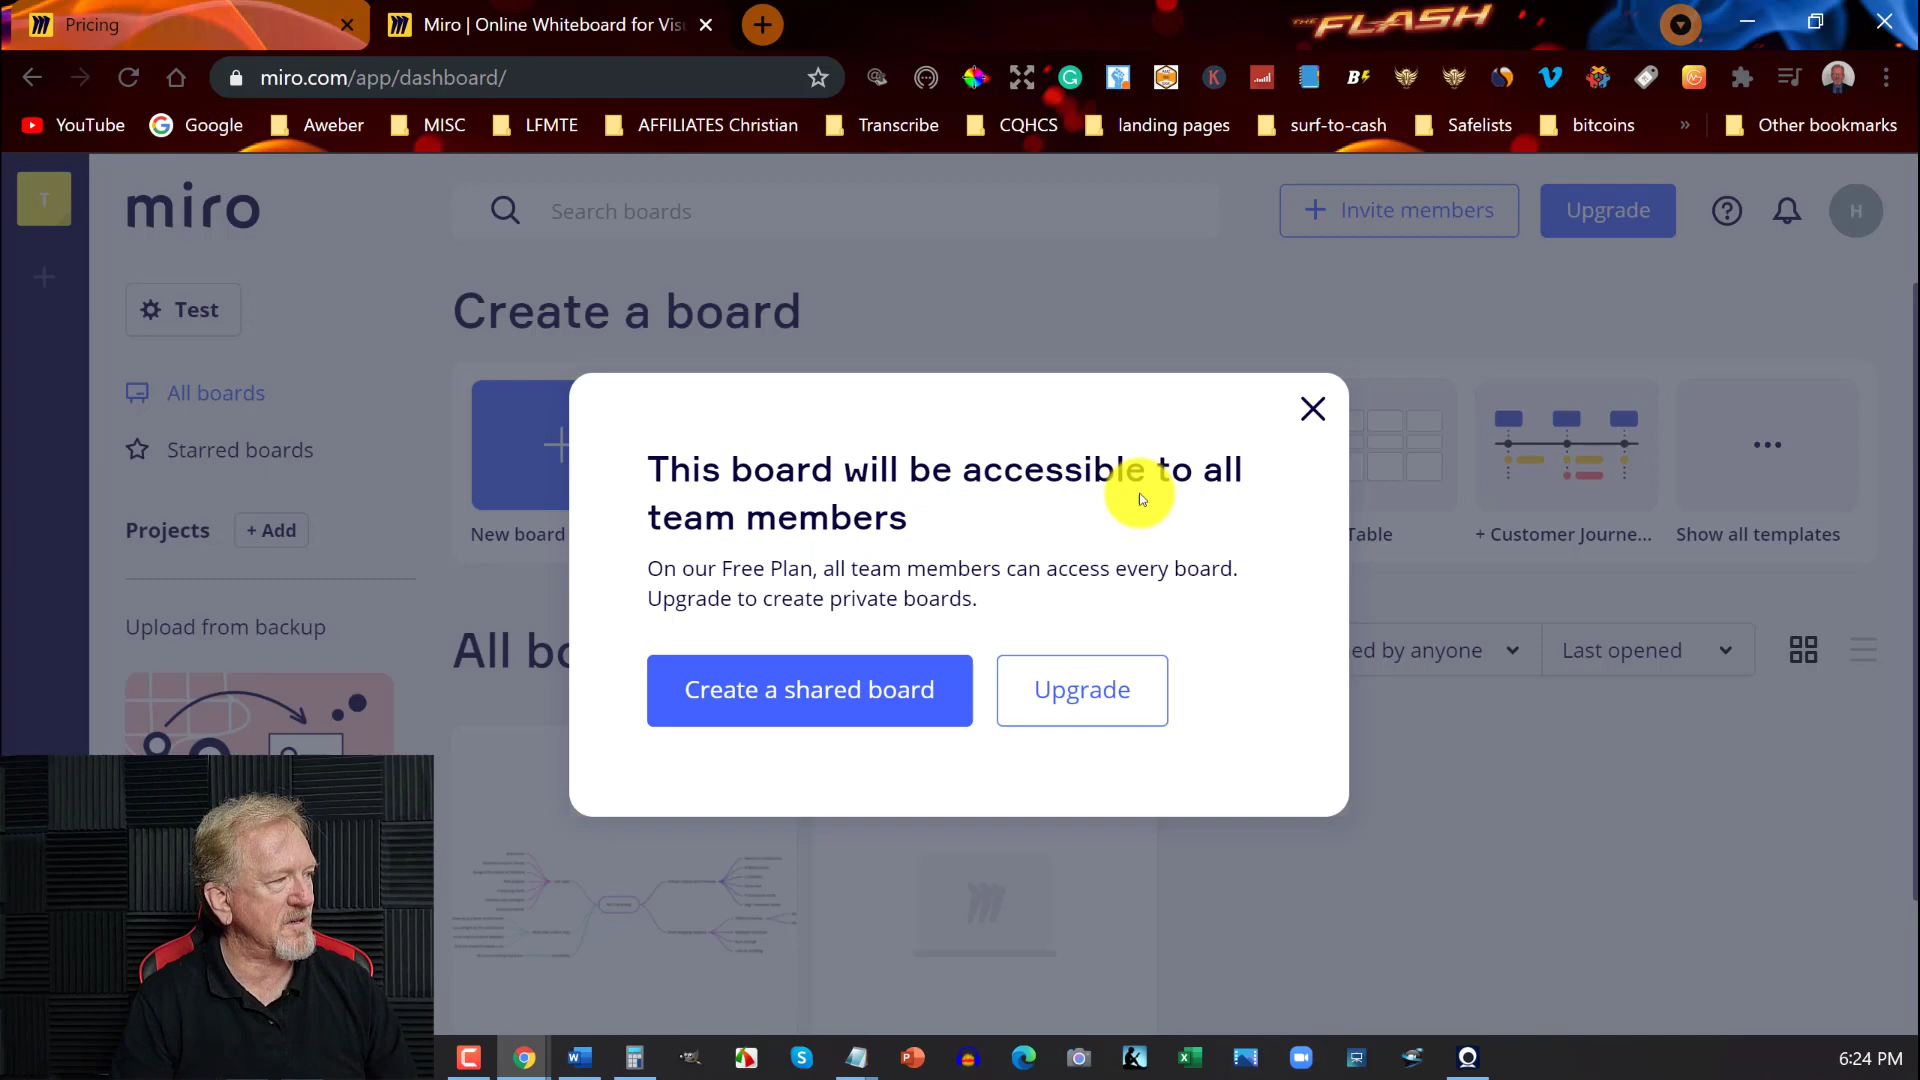 Pricing
Miro | Online Whiteboard for Vis
THE FLASH
miro.com/app/dashboard/
YouTube
Google
Aweber
MISC
LFMTE
AFFILIATES Christian
Transcribe
CQHCS
landing pages
surf-to-cash
Safelists
bitcoins
»
Other bookmarks
T
miro
Search boards
+ Invite members
Upgrade
H
Test
Create a board
All boards
Starred boards
New board
Table
+ Customer Journe...
Show all templates
This board will be accessible to all
team members
On our Free Plan, all team members can access every board.
Upgrade to create private boards.
Create a shared board
Upgrade
Projects
+ Add
Upload from backup
All bo
ed by anyone
Last opened
6:24 PM